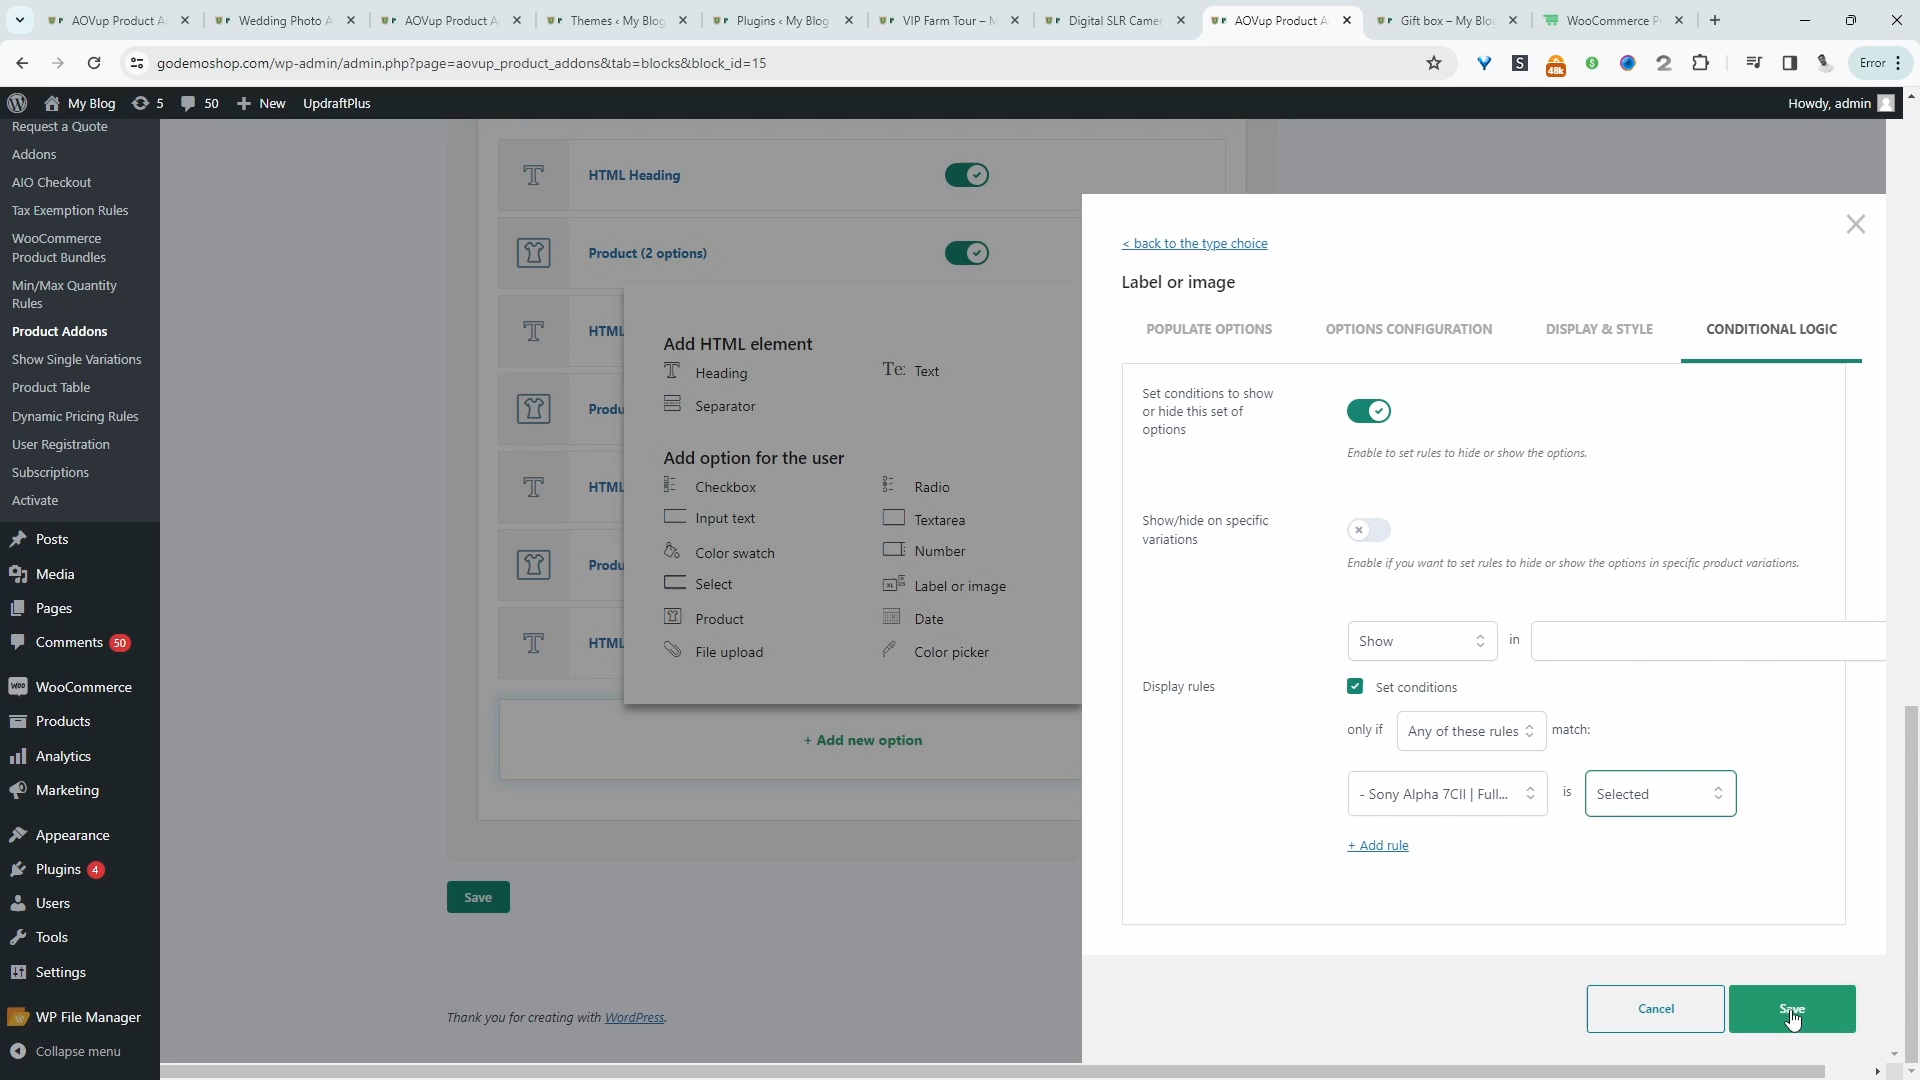 AOVup Product A
Wedding Photo A
AOVup Product A
Themes ‹ My Blog
Plugins ‹ My Blog
VIP Farm Tour – M
Digital SLR Camer
AOVup Product A
Gift box – My Blog
WooCommerce P
godemoshop.com/wp-admin/admin.php?page=aovup_product_addons&tab=blocks&block_id=15
48k
Error
My Blog
5
50
New
UpdraftPlus
Howdy, admin
Request a Quote
Addons
AIO Checkout
Tax Exemption Rules
WooCommerce
Product Bundles
Min/Max Quantity
Rules
Product Addons
Show Single Variations
Product Table
Dynamic Pricing Rules
User Registration
Subscriptions
Activate
Posts
Media
Pages
Comments 50
WooCommerce
Products
Analytics
Marketing
Appearance
Plugins 4
Users
Tools
Settings
WP File Manager
Collapse menu
HTML Heading
Product (2 options)
HTML
Produ
HTML
Produ
HTML
Add HTML element
Heading
Text
Separator
Add option for the user
Checkbox
Radio
Input text
Textarea
Color swatch
Number
Select
Label or image
Product
Date
File upload
Color picker
+ Add new option
Save
Thank you for creating with WordPress.
< back to the type choice
Label or image
POPULATE OPTIONS
OPTIONS CONFIGURATION
DISPLAY & STYLE
CONDITIONAL LOGIC
Set conditions to show
or hide this set of
options
Enable to set rules to hide or show the options.
Show/hide on specific
variations
Enable if you want to set rules to hide or show the options in specific product variations.
Show
in
Display rules
Set conditions
only if
Any of these rules
match:
- Sony Alpha 7CII | Full...
is
Selected
+ Add rule
Cancel
Save